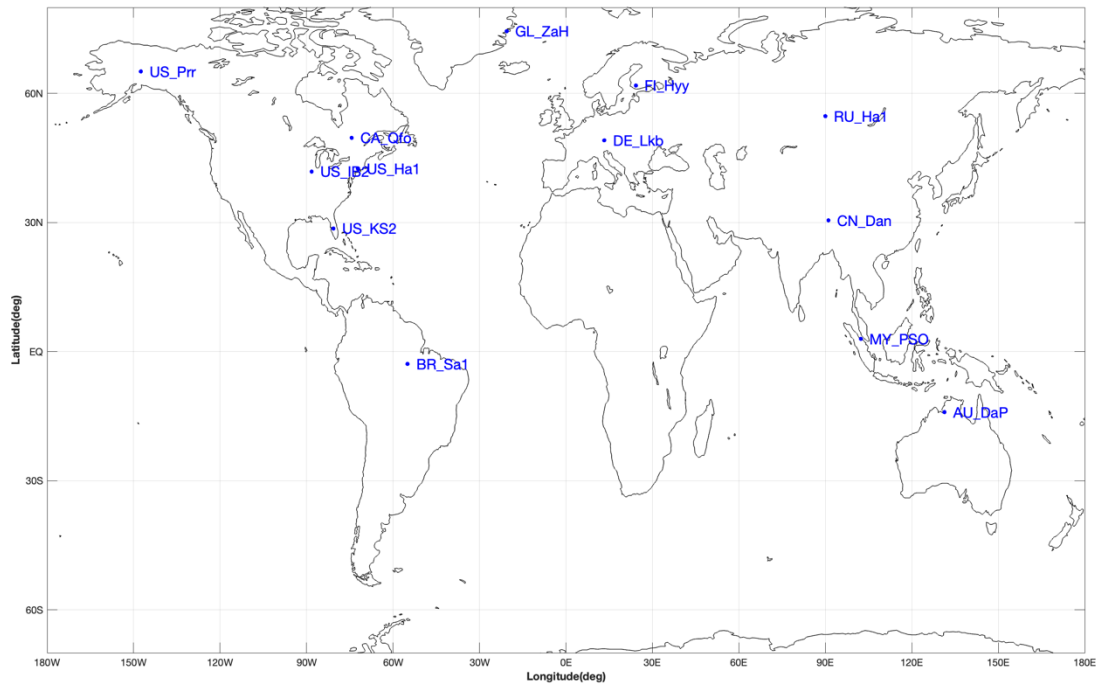 GL_ZaH
US_Prr
60N
FI_Hyy
RU_Ha1
CA_Qfo
DE_Lkb
US_IB2
US_Ha1
30N
US_KS2
CN_Dan
Latitude(deg)
EQ
MY_PSO
BR_Sa1
AU_DaP
30S
60S
180W
150W
120W
90W
60W
30W
0E
30E
60E
90E
120E
150E
180E
Longitude(deg)